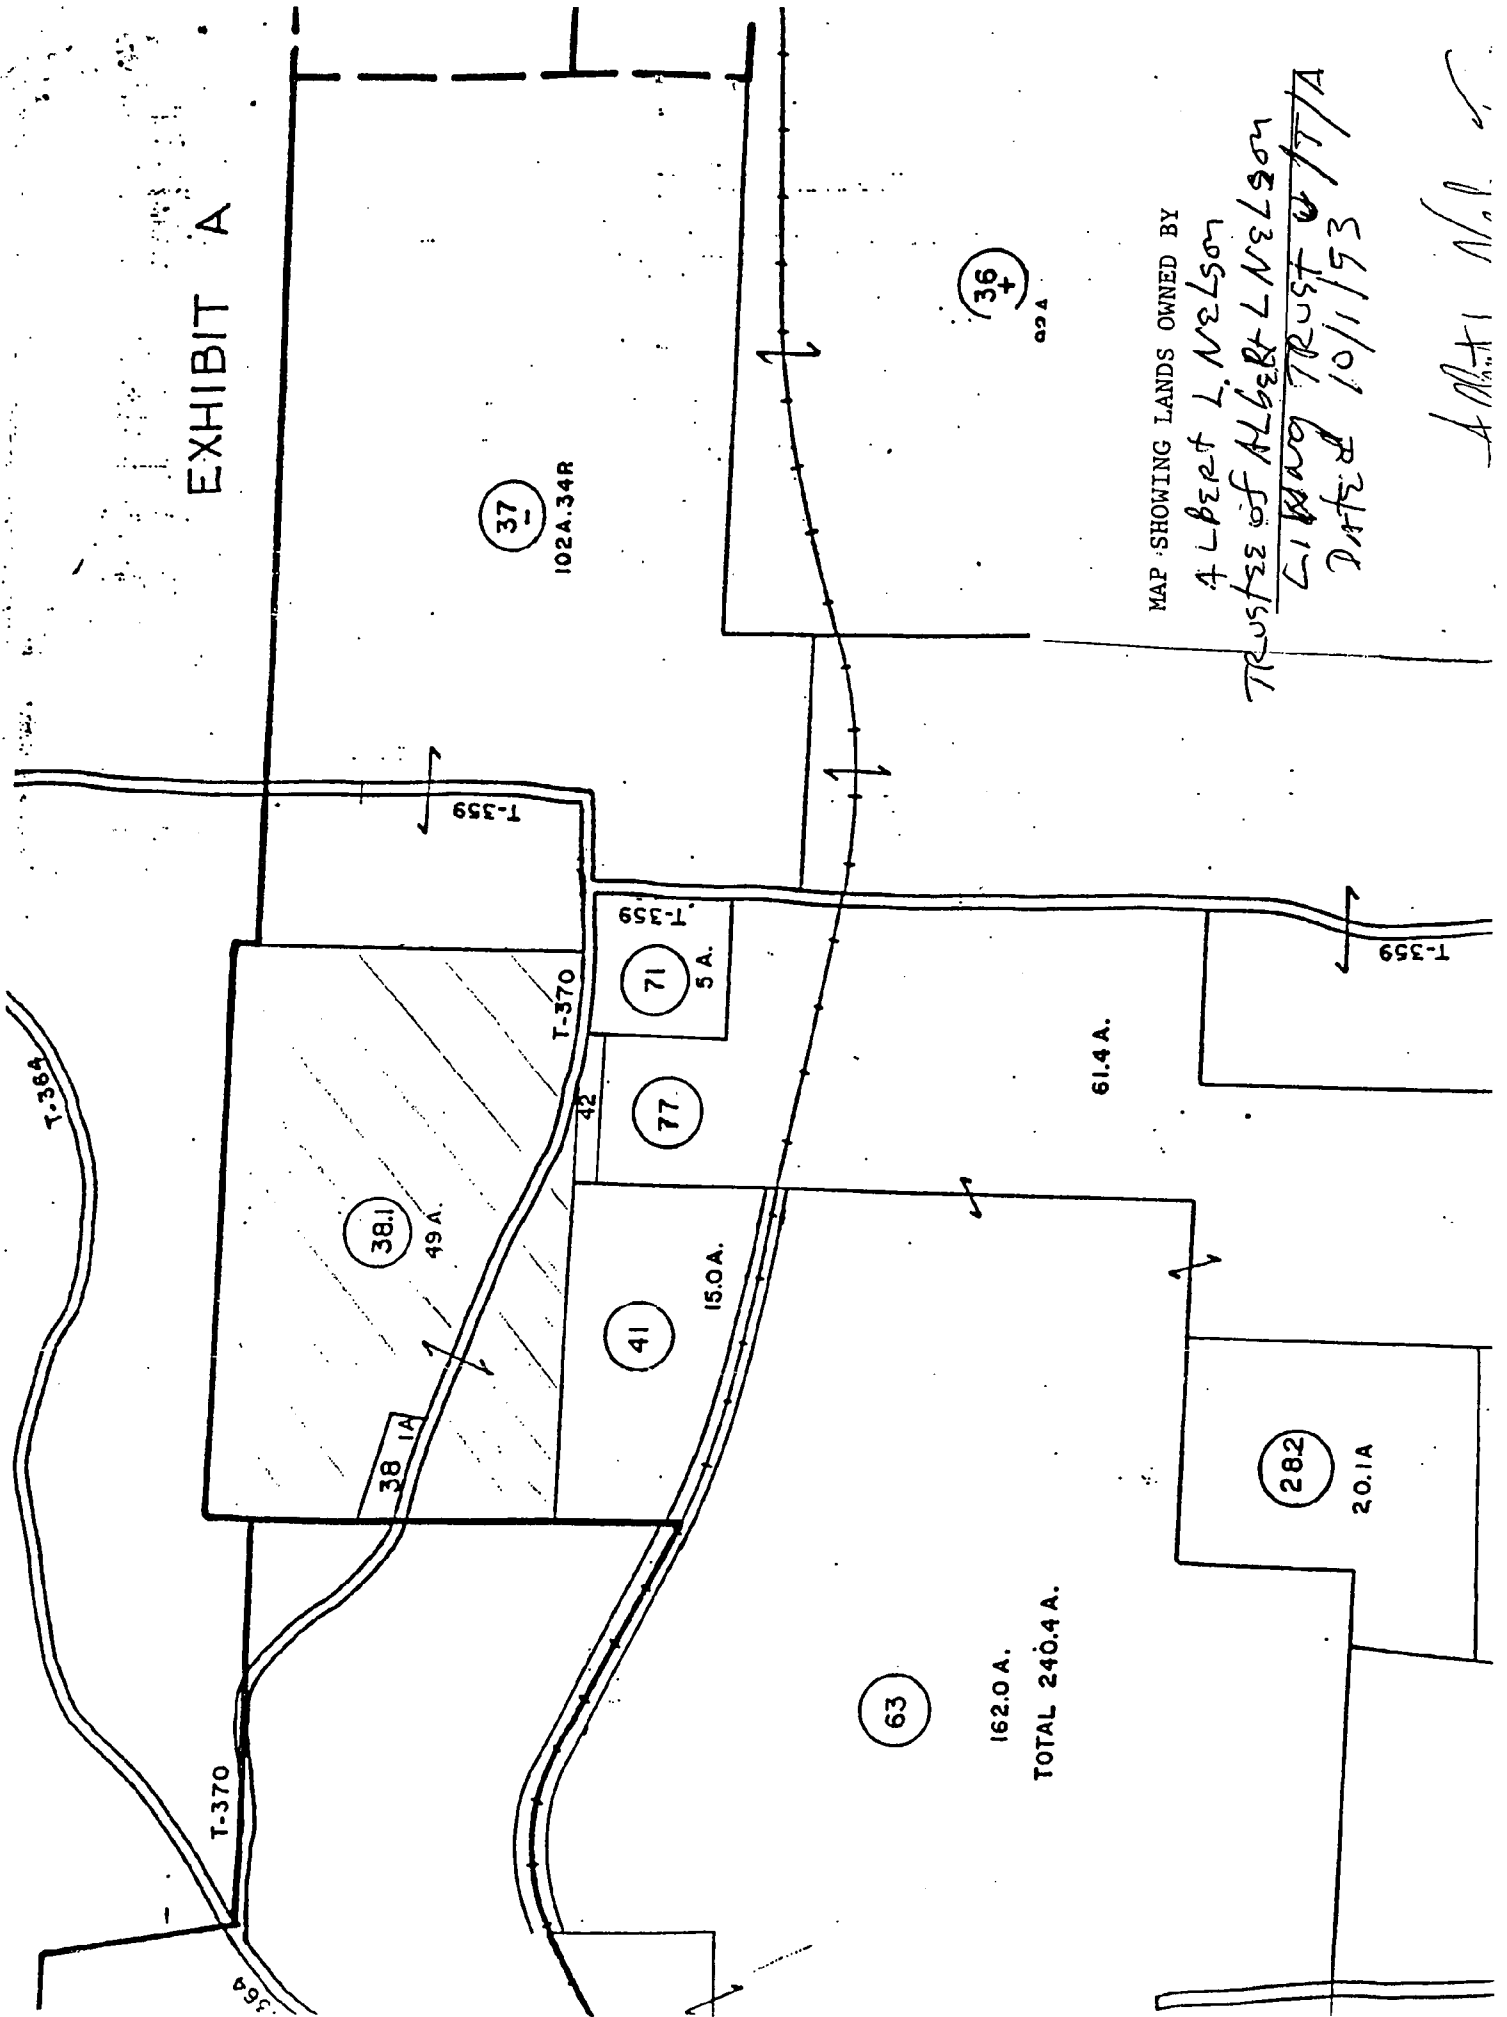 EXHIBIT A
T-364
T-370
364
38.1
49 A.
38
1A
T-370
T-359
37
102A.34R
T-359
71
5 A.
42
77
41
15.0 A.
61.4 A.
36
63
162.0 A.
TOTAL 240.4 A.
28.2
20.1A
T-359
MAP SHOWING LANDS OWNED BY
ALBERT L. NELSON
TRUSTEE of ALBERT L NELSON
LIVING TRUST U/T/A
DATED 10/1/93